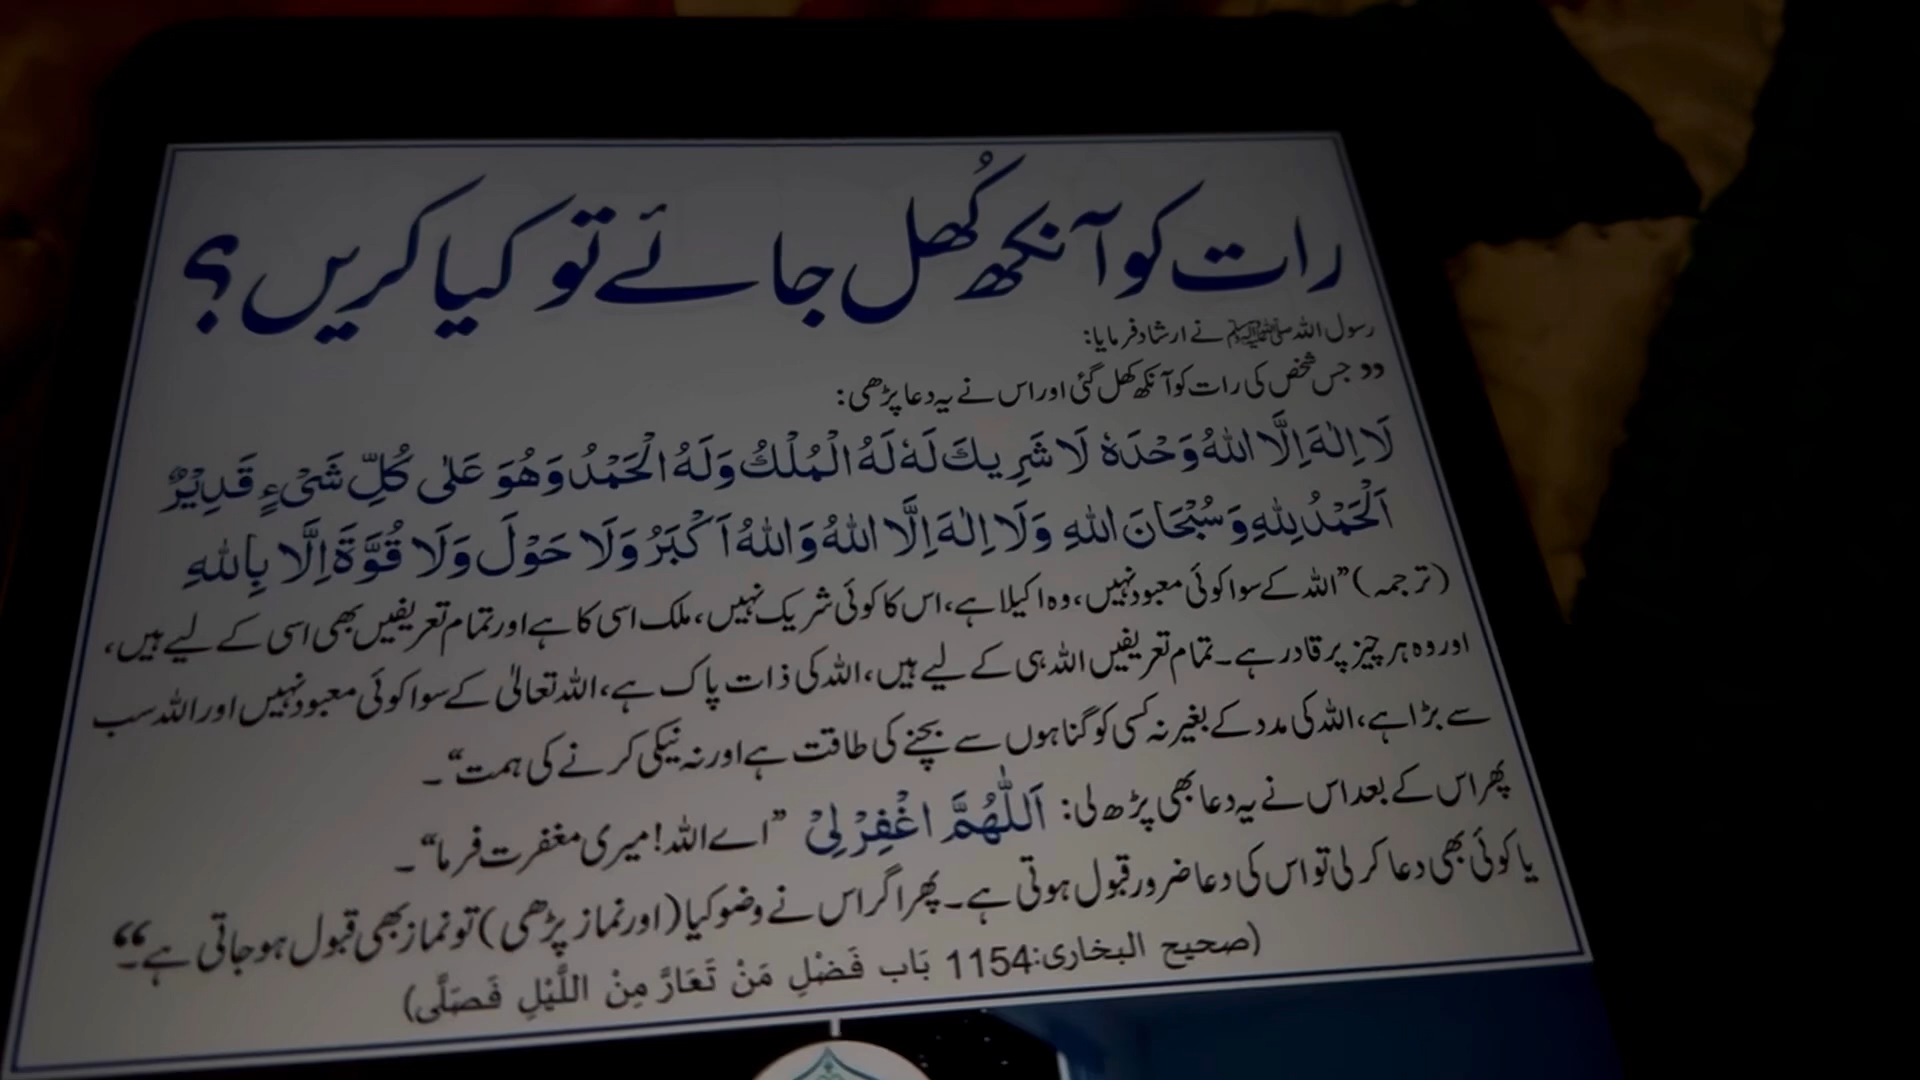 رات کو آنکھ کُھل جائے تو کیا کریں؟
رسول اللہ ﷺ نے ارشاد فرمایا:
”جس شخص کی رات کو آنکھ کھل گئی اور اس نے یہ دعا پڑھی:
لَا اِلٰهَ اِلَّا اللهُ وَحْدَهٗ لَا شَرِيكَ لَهٗ لَهُ الْمُلْكُ وَلَهُ الْحَمْدُ وَهُوَ عَلٰى كُلِّ شَىْءٍ قَدِيْرٌ
اَلْحَمْدُ لِلّٰهِ وَسُبْحَانَ اللهِ وَلَا اِلٰهَ اِلَّا اللهُ وَاللهُ اَكْبَرُ وَلَا حَوْلَ وَلَا قُوَّةَ اِلَّا بِاللهِ
(ترجمہ) ”اللہ کے سوا کوئی معبود نہیں، وہ اکیلا ہے، اس کا کوئی شریک نہیں، ملک اسی کا ہے اور تمام تعریفیں بھی اسی کے لیے ہیں،
اور وہ ہر چیز پر قادر ہے۔ تمام تعریفیں اللہ ہی کے لیے ہیں، اللہ کی ذات پاک ہے، اللہ تعالیٰ کے سوا کوئی معبود نہیں اور اللہ سب
سے بڑا ہے، اللہ کی مدد کے بغیر نہ کسی کو گناہوں سے بچنے کی طاقت ہے اور نہ نیکی کرنے کی ہمت“۔
پھر اس کے بعد اس نے یہ دعا بھی پڑھ لی: اَللّٰهُمَّ اغْفِرْ لِيْ ”اے اللہ! میری مغفرت فرما“۔
یا کوئی بھی دعا کر لی تو اس کی دعا ضرور قبول ہوتی ہے۔ پھر اگر اس نے وضو کیا (اور نماز پڑھی) تو نماز بھی قبول ہو جاتی ہے۔“
(صحیح البخاری:1154 بَاب فَضْلِ مَنْ تَعَارَّ مِنْ اللَّيْلِ فَصَلَّى)